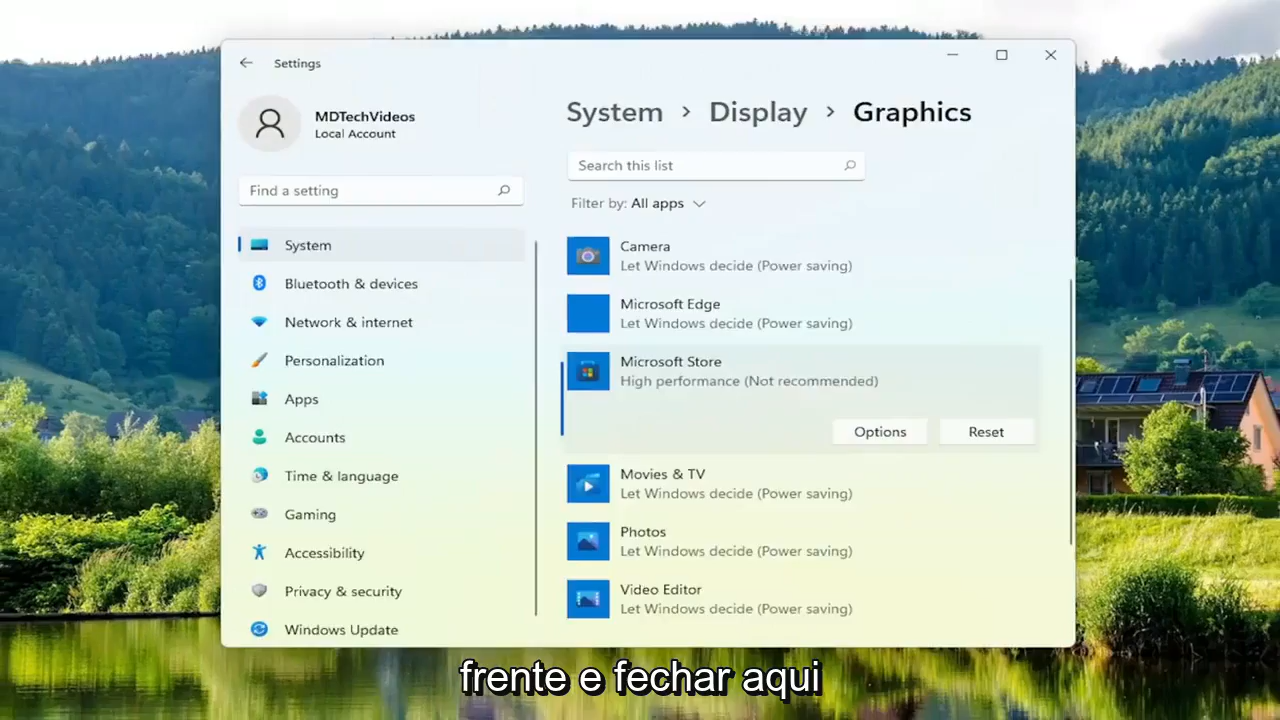 Settings
MDTechVideos
Local Account
Find a setting
System
Bluetooth & devices
Network & internet
Personalization
Apps
Accounts
Time & language
Gaming
Accessibility
Privacy & security
Windows Update
System > Display > Graphics
Search this list
Filter by: All apps
Camera
Let Windows decide (Power saving)
Microsoft Edge
Let Windows decide (Power saving)
Microsoft Store
High performance (Not recommended)
Options Reset
Movies & TV
Let Windows decide (Power saving)
Photos
Let Windows decide (Power saving)
Video Editor
Let Windows decide (Power saving)
frente e fechar aqui